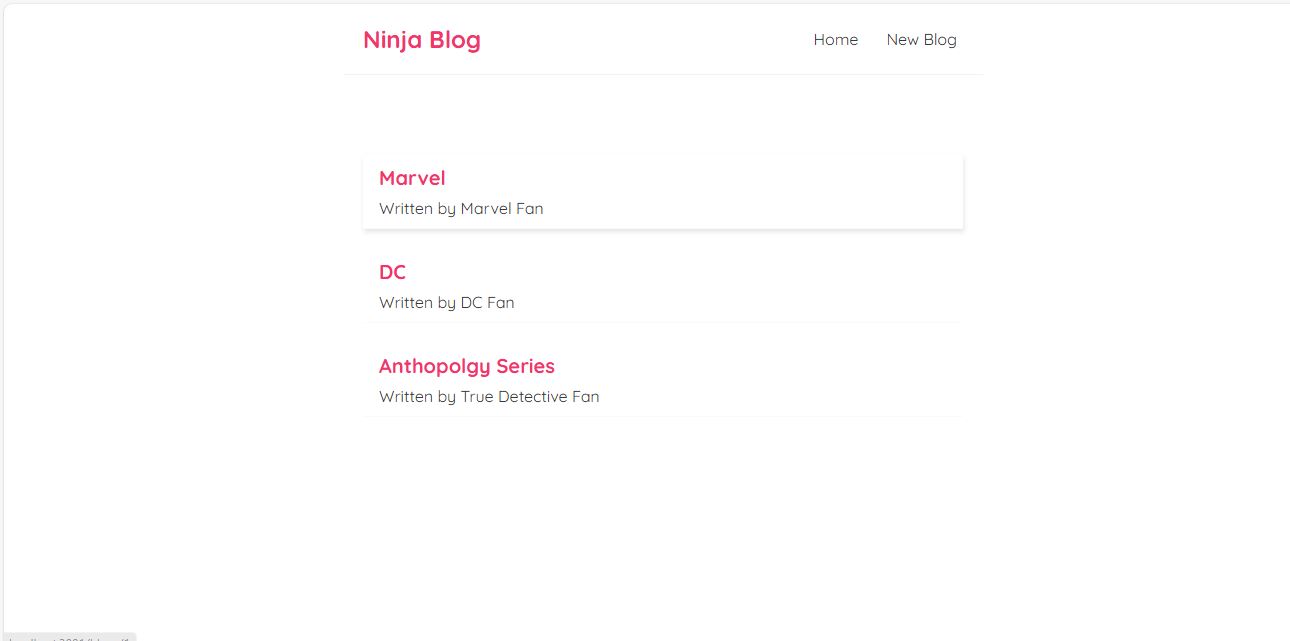 Ninja Blog
Home New Blog
Marvel
Written by Marvel Fan
DC
Written by DC Fan
Anthopolgy Series
Written by True Detective Fan